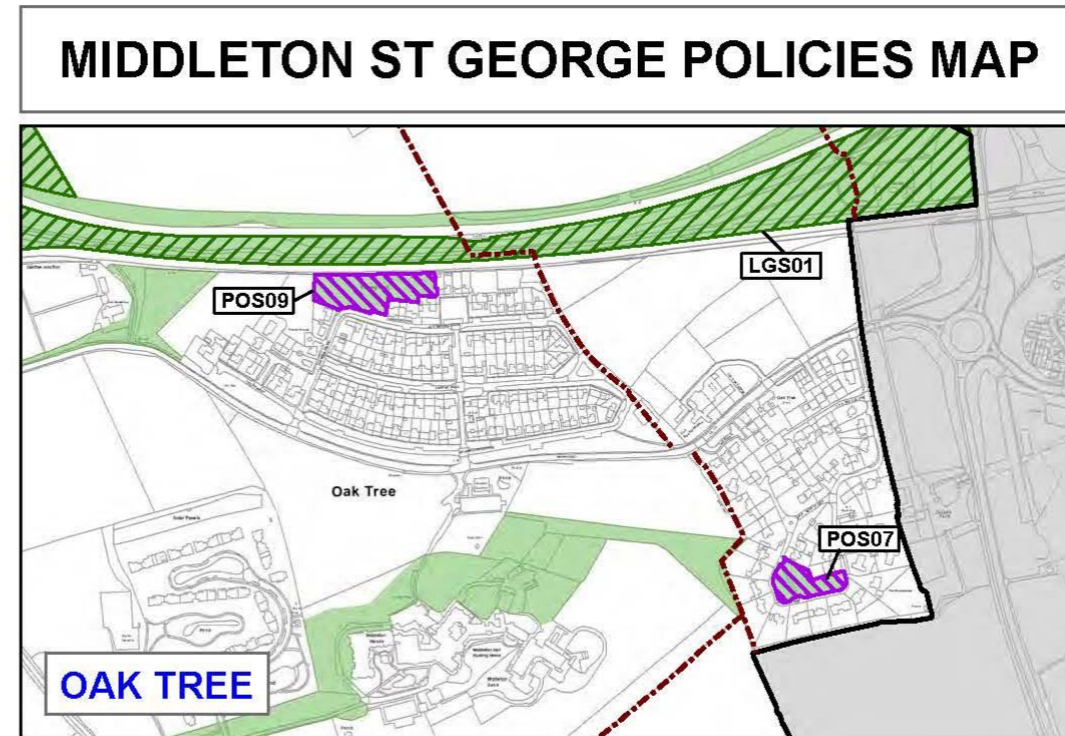 MIDDLETON ST GEORGE POLICIES MAP
LGS01
POS09
Oak Tree
POS07
OAK TREE